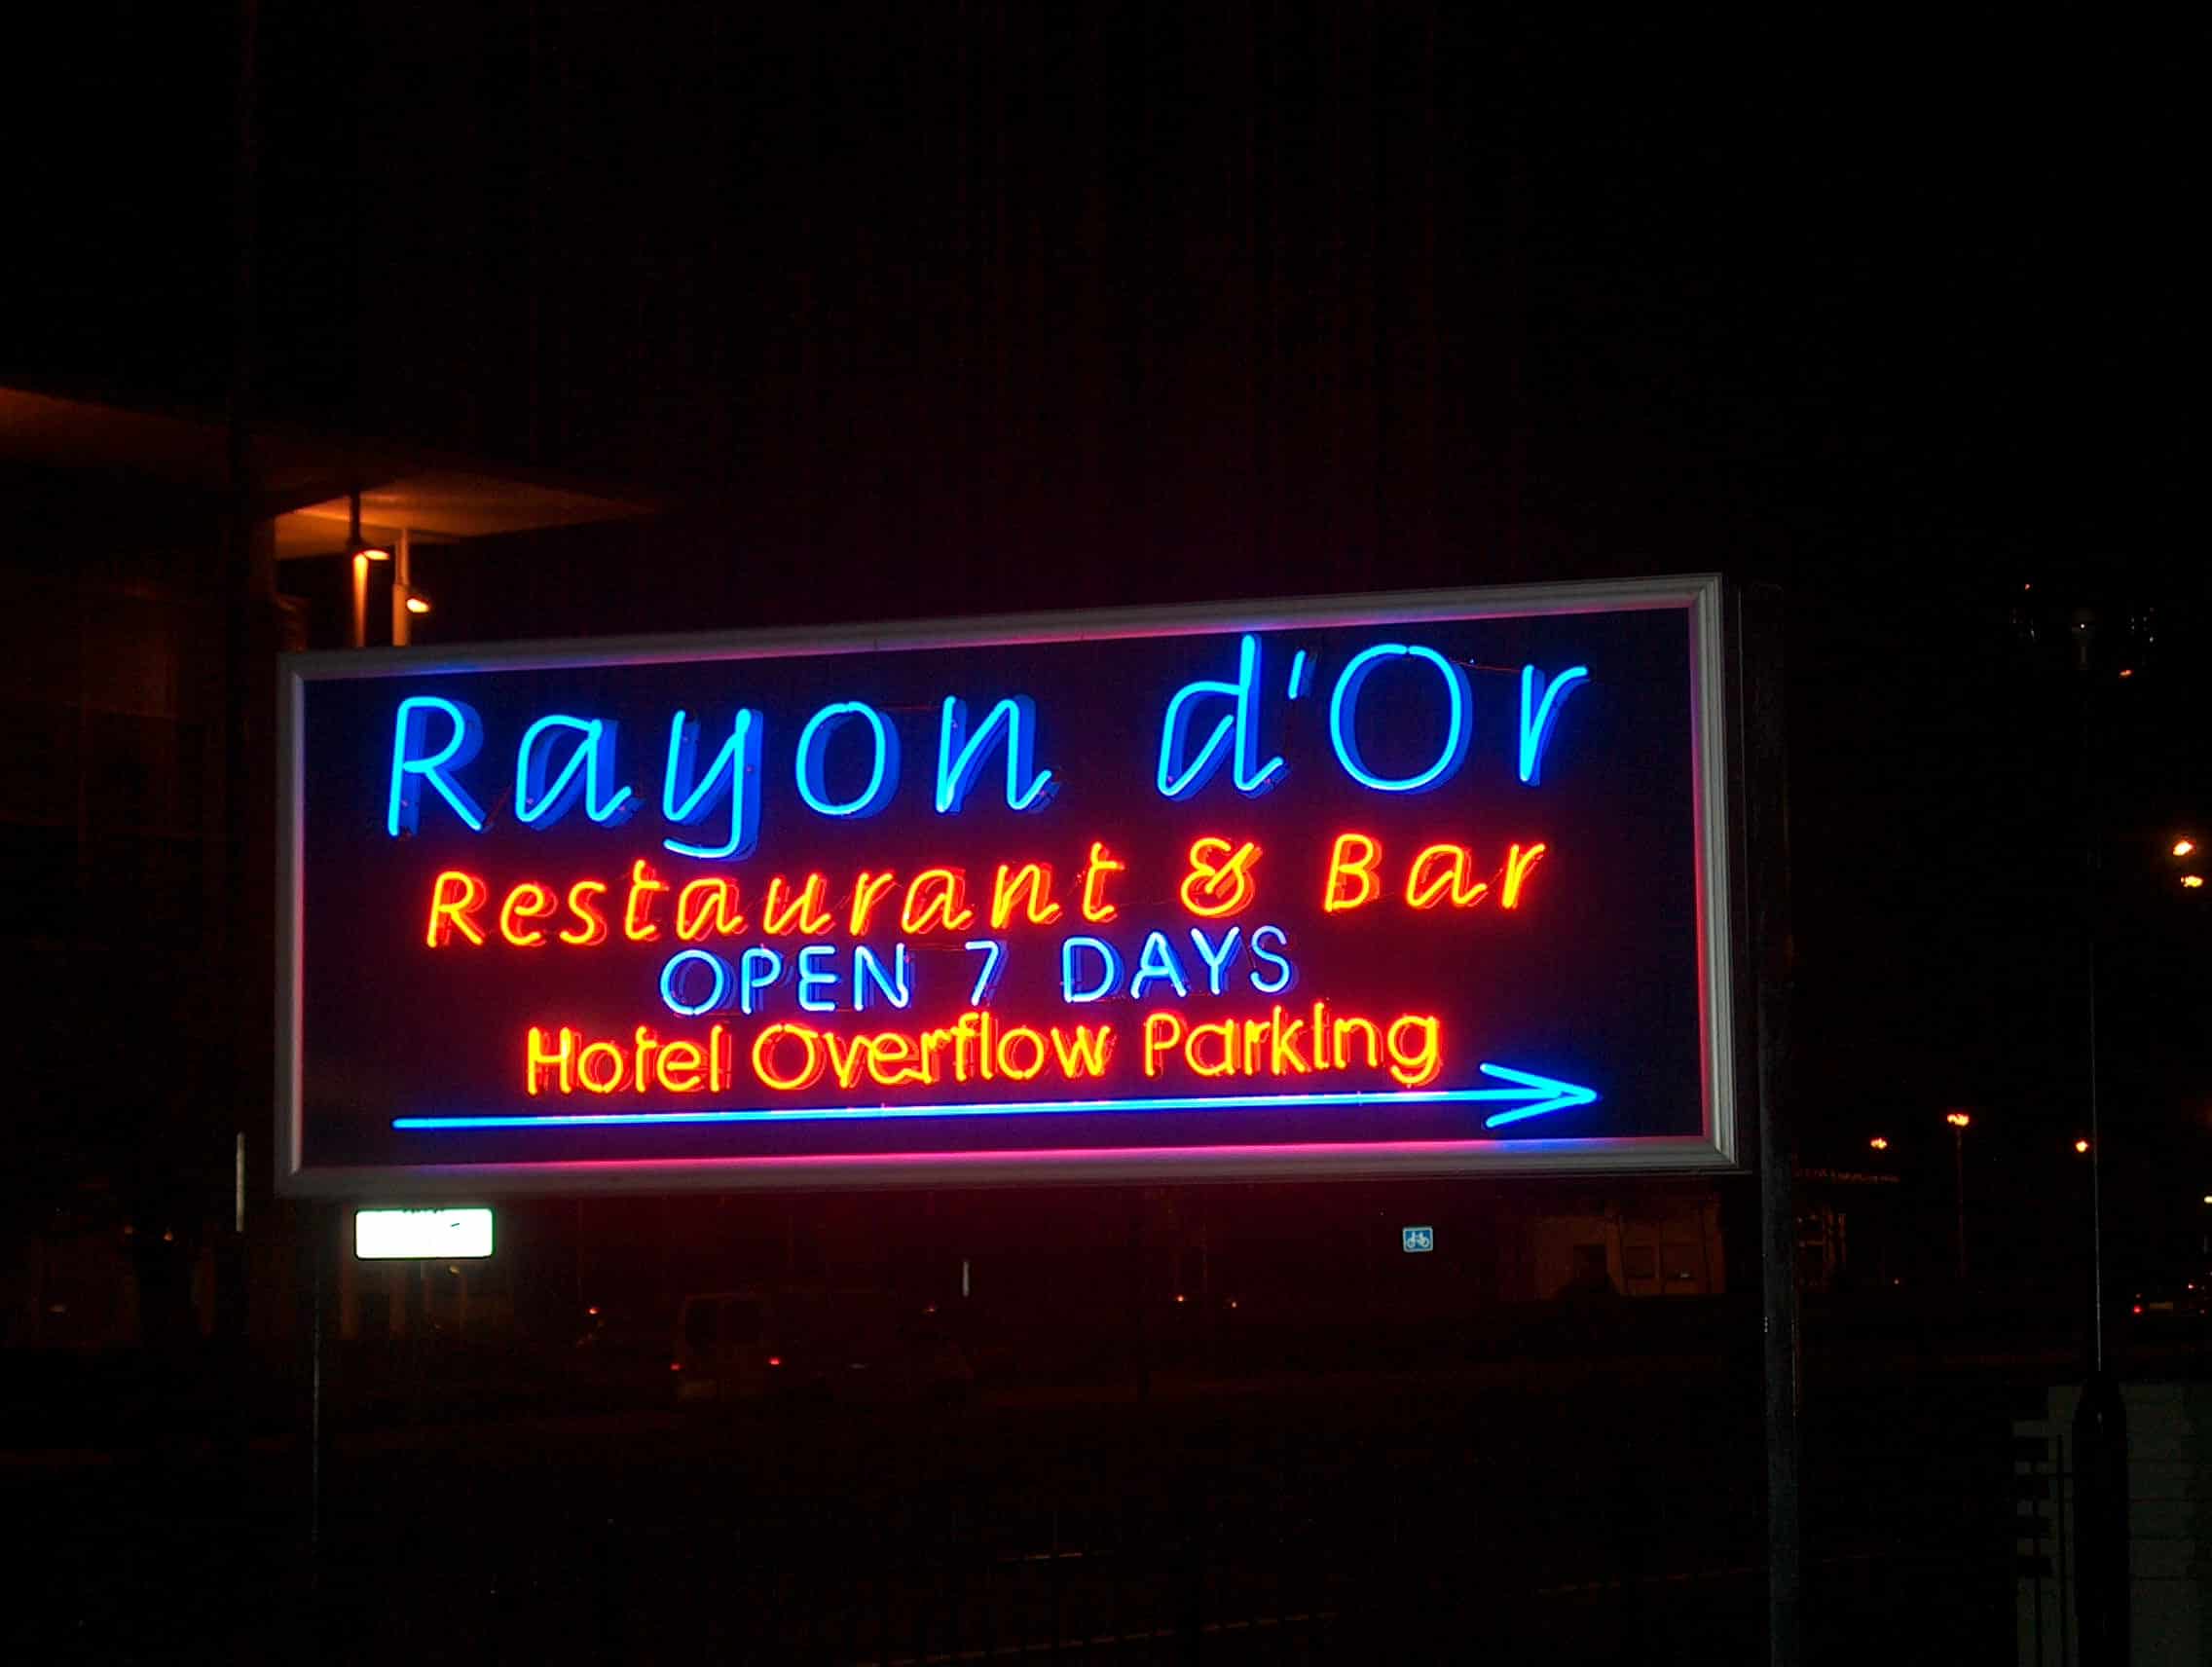 Rayon d'Or
Restaurant & Bar
OPEN 7 DAYS
Hotel Overflow Parking